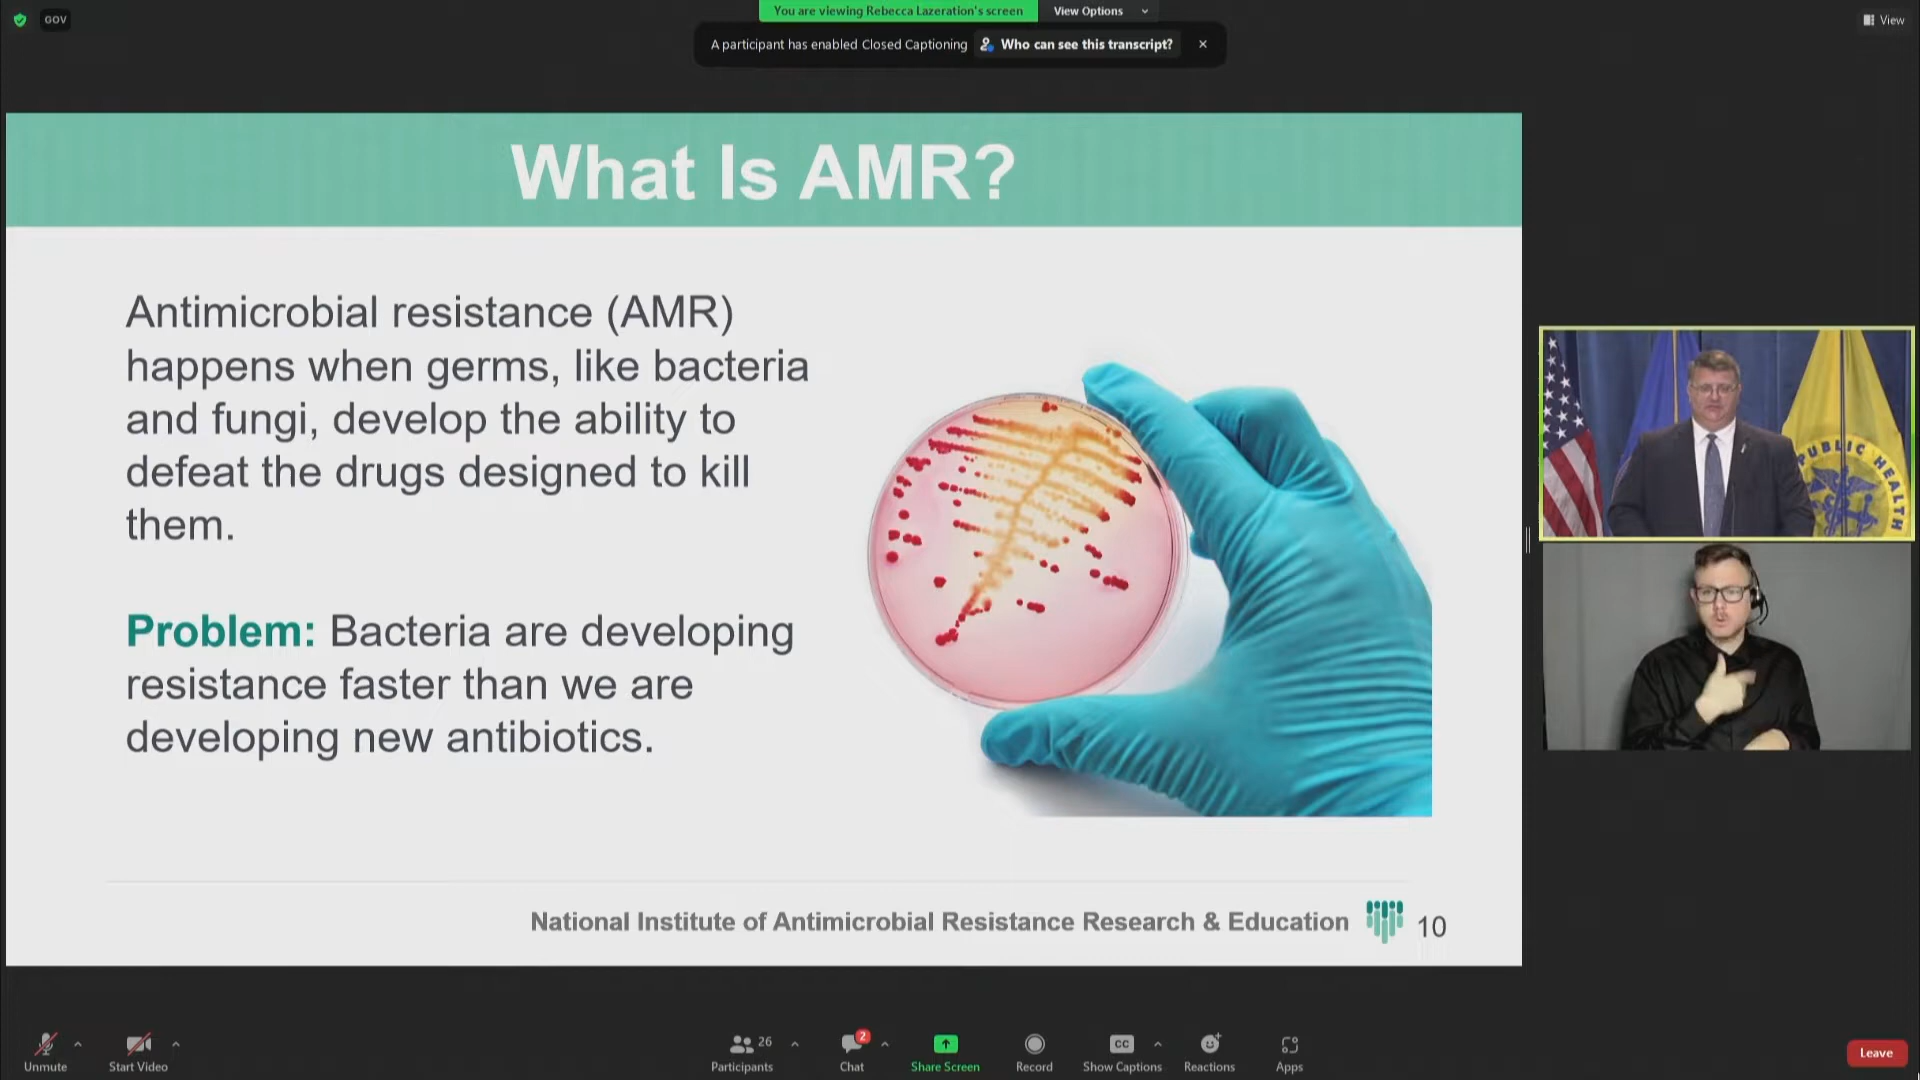 GOV
You are viewing Rebecca Lazeration's screen
View Options
View
A participant has enabled Closed Captioning
Who can see this transcript?
What Is AMR?
Antimicrobial resistance (AMR)
happens when germs, like bacteria
and fungi, develop the ability to
defeat the drugs designed to kill
them.
Problem: Bacteria are developing
resistance faster than we are
developing new antibiotics.
National Institute of Antimicrobial Resistance Research & Education
10
PUBLIC HEALTH
Unmute
Start Video
26
Participants
2
Chat
Share Screen
Record
CC
Show Captions
Reactions
Apps
Leave